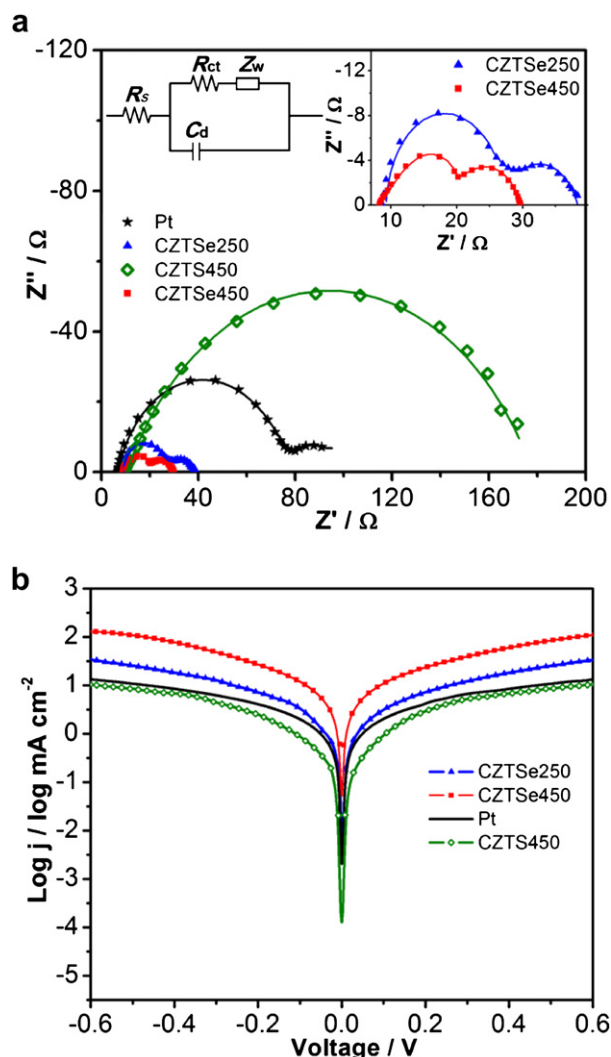 a
-120
-80
-40
0
0 40 80 120 160 200
Z'' / Ω
Z' / Ω
Rs
Rct Zw
Cd
Pt
CZTSe250
CZTS450
CZTSe450
-12
-8
-4
0
10 20 30 40
Z'' / Ω
Z' / Ω
CZTSe250
CZTSe450
b
3
2
1
0
-1
-2
-3
-4
-5
-0.6 -0.4 -0.2 0.0 0.2 0.4 0.6
Log j / log mA cm-2
Voltage / V
CZTSe250
CZTSe450
Pt
CZTS450